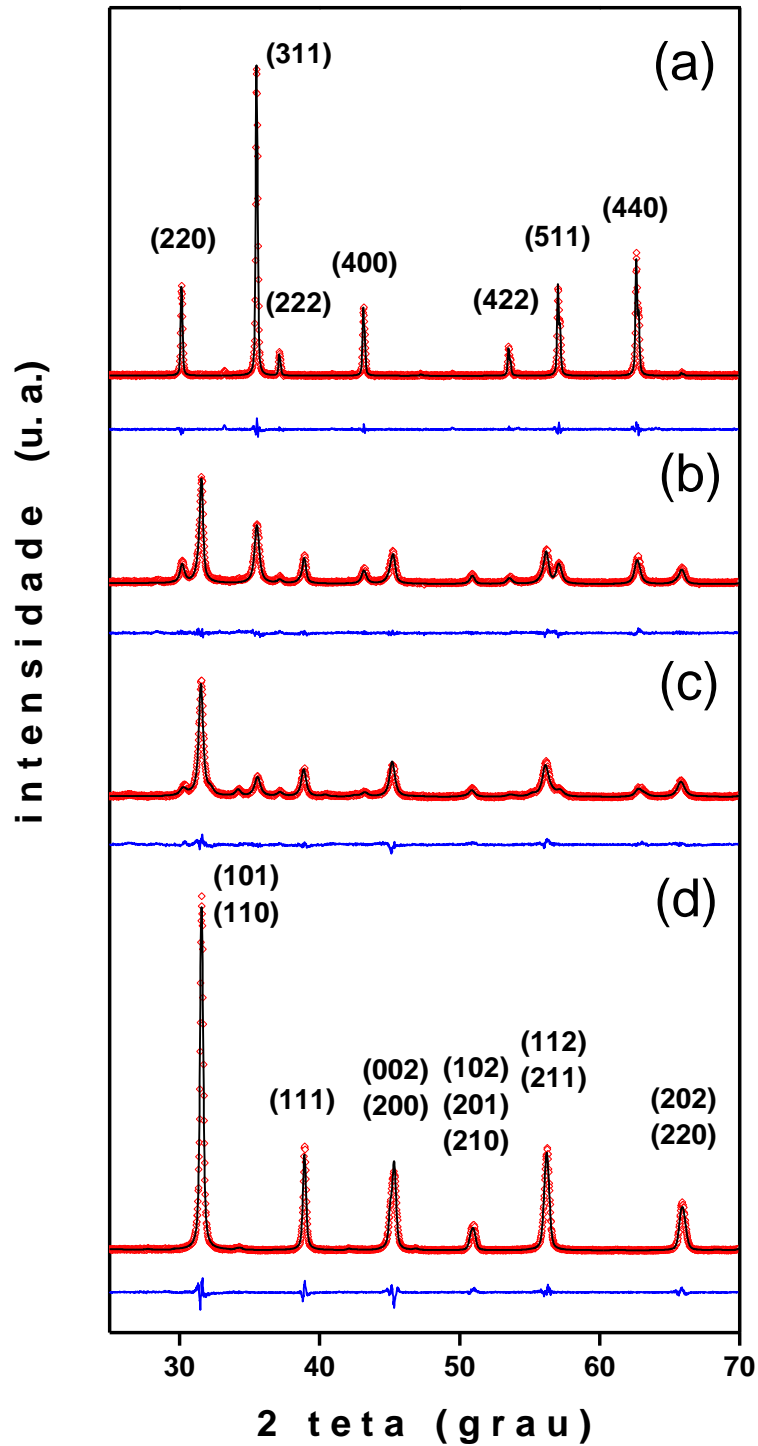 (a)
(311)
(220)
(222)
(400)
(422)
(511)
(440)
(b)
(c)
(d)
(101)
(110)
(111)
(002)
(200)
(102)
(201)
(210)
(112)
(211)
(202)
(220)
intensidade (u. a.)
30 40 50 60 70
2 teta (grau)